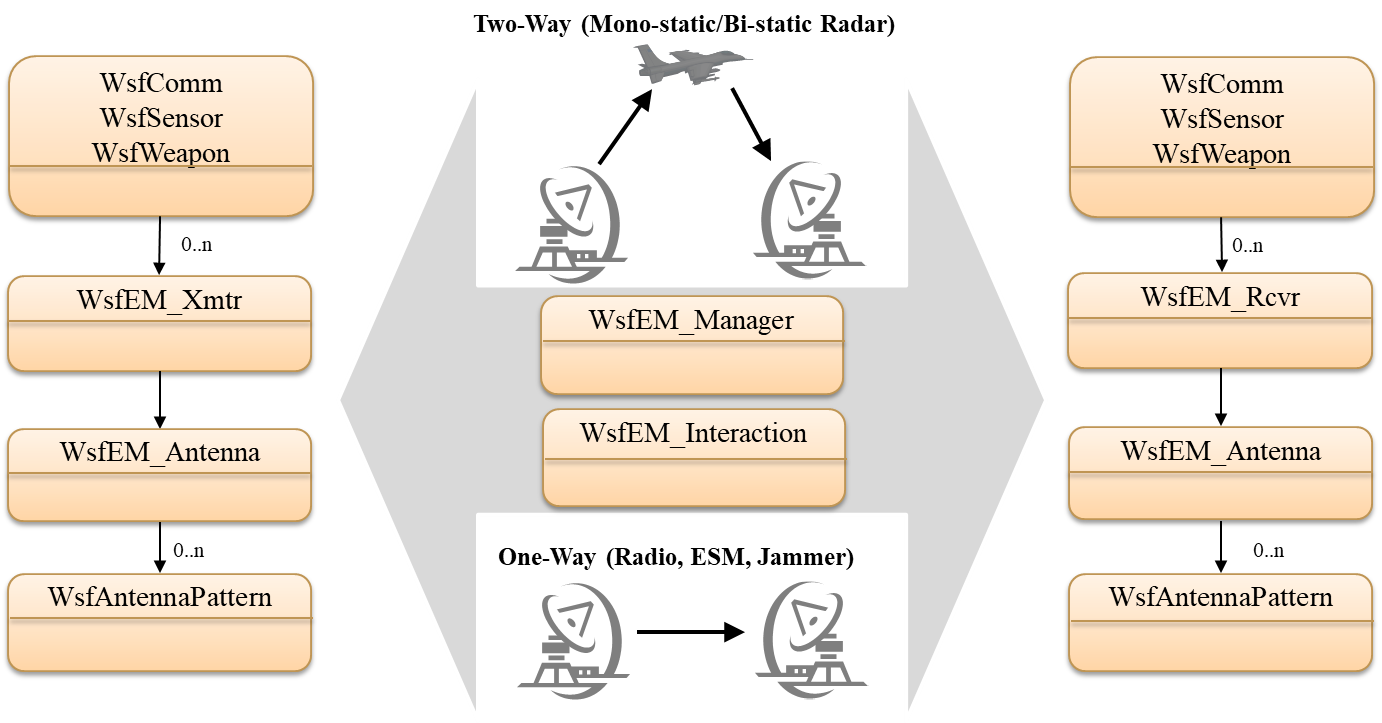 Two-Way (Mono-static/Bi-static Radar)
WsfComm
WsfSensor
WsfWeapon
0..n
WsfEM_Xmtr
WsfEM_Antenna
0..n
WsfAntennaPattern
WsfEM_Manager
WsfEM_Interaction
One-Way (Radio, ESM, Jammer)
WsfComm
WsfSensor
WsfWeapon
0..n
WsfEM_Rcvr
WsfEM_Antenna
0..n
WsfAntennaPattern